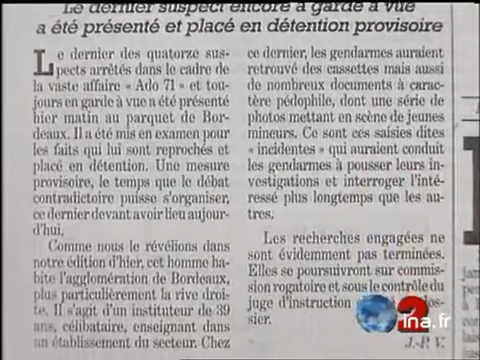 Le dernier suspect encore à garde à vue
a été présenté et placé en détention provisoire
Le dernier des quatorze sus-
pects arrêtés dans le cadre de
la vaste affaire « Ado 71 » et tou-
jours en garde à vue a été présenté
hier matin au parquet de Bor-
deaux. Il a été mis en examen pour
les faits qui lui sont reprochés et
placé en détention. Une mesure
provisoire, le temps que le débat
contradictoire puisse s'organiser,
ce dernier devant avoir lieu aujour-
d'hui.
Comme nous le révélions dans
notre édition d'hier, cet homme ha-
bite l'agglomération de Bordeaux,
plus particulièrement la rive droi-
te. Il s'agit d'un instituteur de 39
ans, célibataire, enseignant dans
un établissement du secteur. Chez
ce dernier, les gendarmes auraient
retrouvé des cassettes mais aussi
de nombreux documents à carac-
tère pédophile, dont une série de
photos mettant en scène de jeunes
mineurs. Ce sont ces saisies dites
« incidentes » qui auraient conduit
les gendarmes à pousser leurs in-
vestigations et interroger l'inté-
ressé plus longtemps que les au-
tres.
Les recherches engagées ne
sont évidemment pas terminées.
Elles se poursuivront sur commis-
sion rogatoire et sous le contrôle du
juge d'instruction
dos-
sier.
J.-P. V.
2
ina.fr